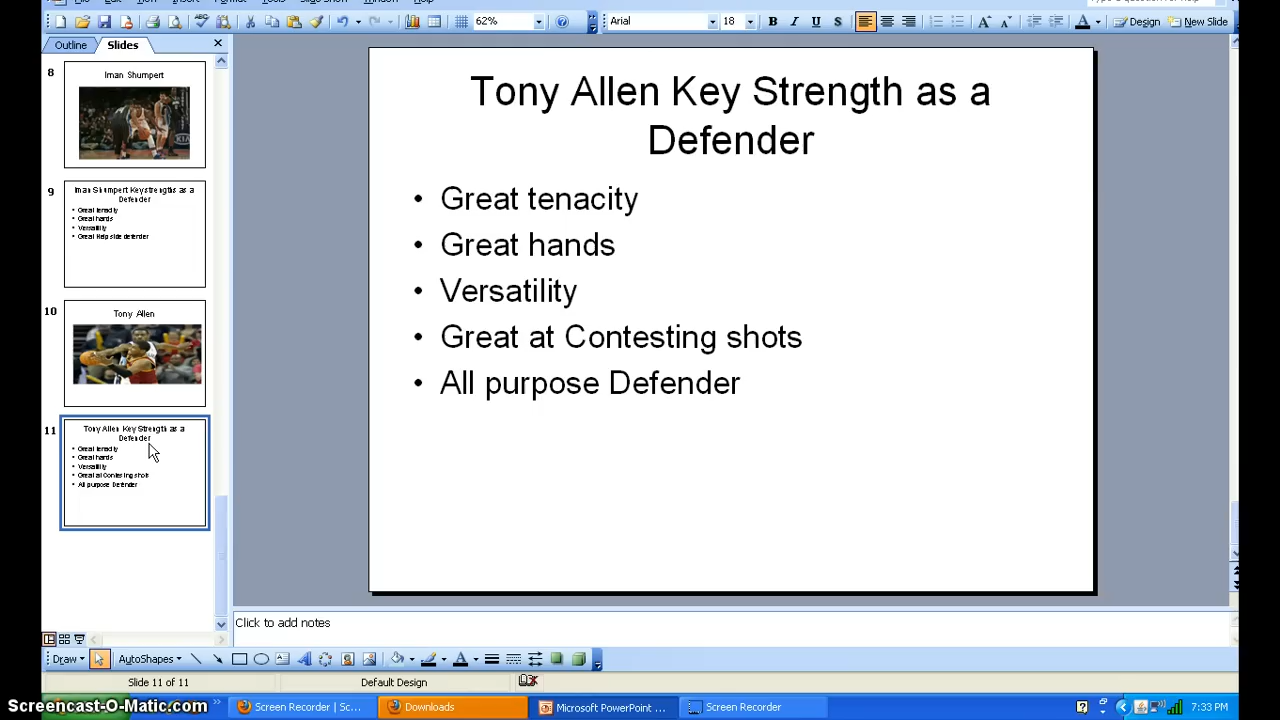 62%
Arial
18
B
I
U
S
Design
New Slide
Outline
Slides
8
Iman Shumpert
KIA
9
Iman Shumpert Keystrengths as a
Defender
• Great tenacity
• Great hands
• Versatility
• Great Help side defender
10
Tony Allen
11
Tony Allen Key Strength as a
Defender
• Great tenacity
• Great hands
• Versatility
• Great at Contesting shots
• All purpose Defender
Tony Allen Key Strength as a
Defender
• Great tenacity
• Great hands
• Versatility
• Great at Contesting shots
• All purpose Defender
Click to add notes
Draw
AutoShapes
Slide 11 of 11
Default Design
Screencast-O-Matic.com
Screen Recorder | Sc...
Downloads
Microsoft PowerPoint ...
Screen Recorder
7:33 PM